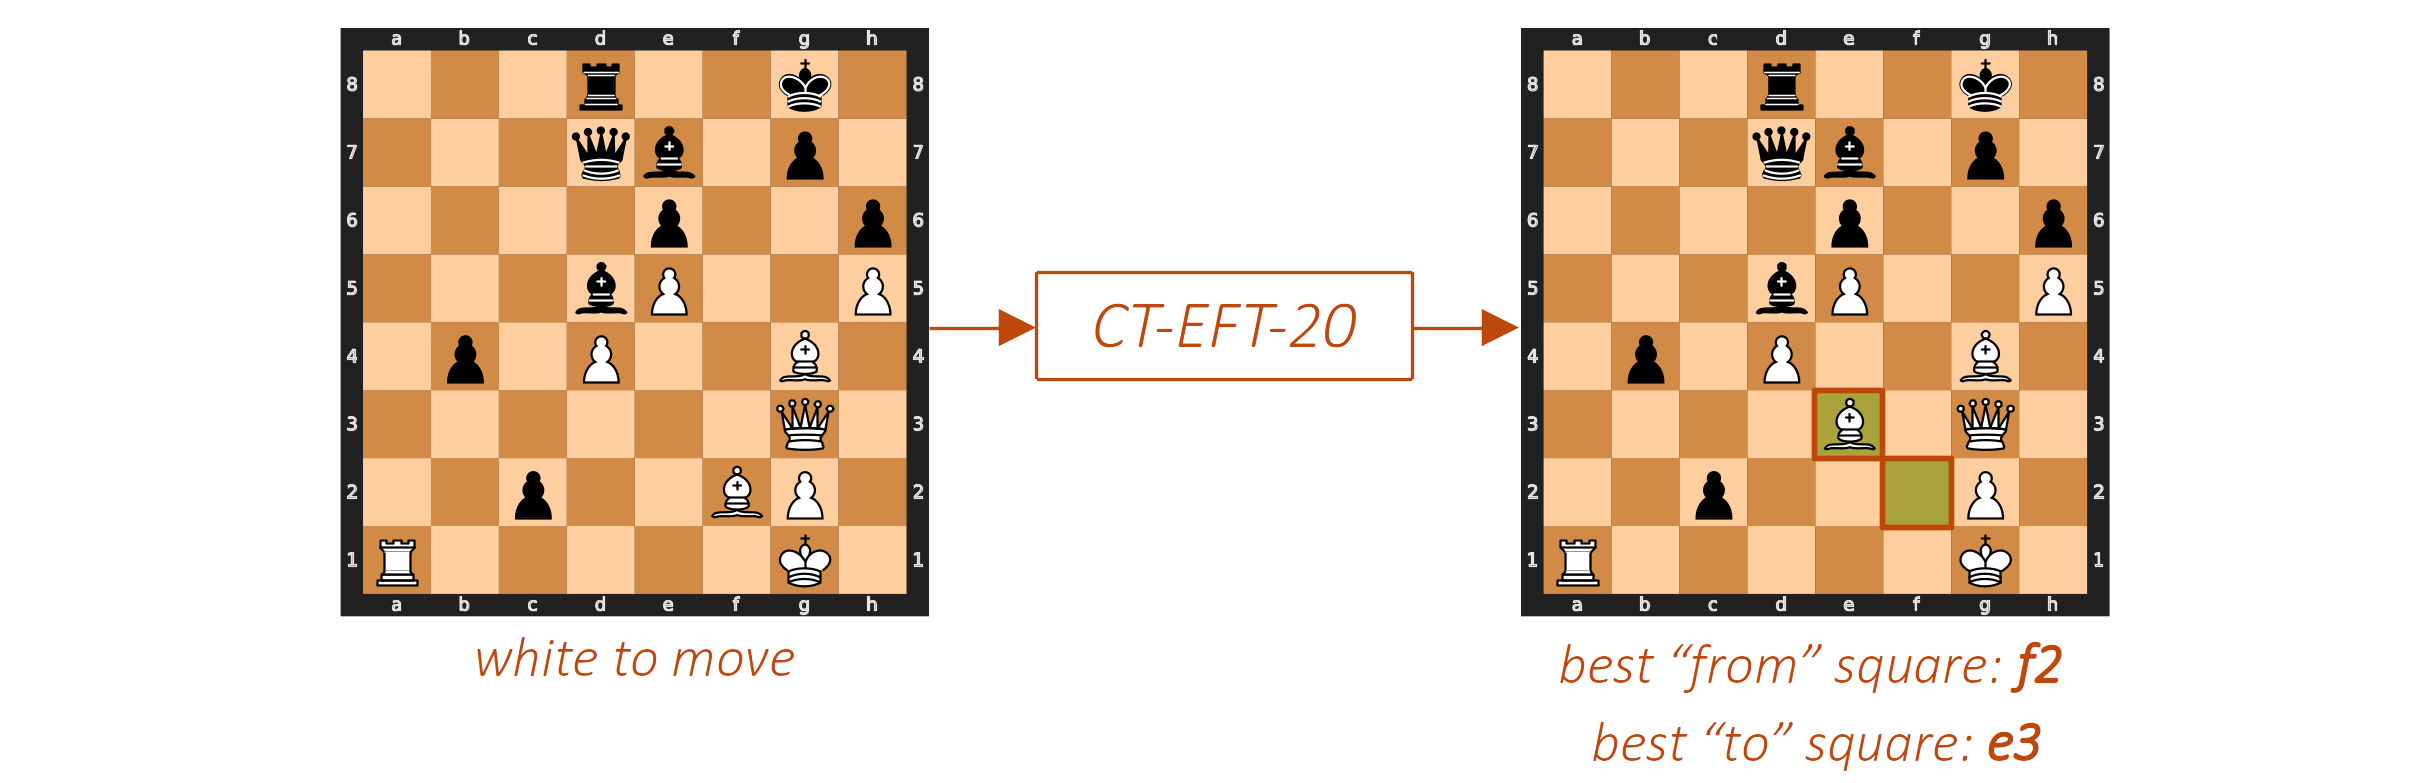 a b c d e f g h a b c d e f g h
8 8 8 8
7 7 7 7
6 6 6 6
5 5 5 5
CT-EFT-20
4 4 4 4
3 3 3 3
2 2 2 2
1 1 1 1
a b c d e f g h a b c d e f g h
white to move
best “from” square: f2
best “to” square: e3